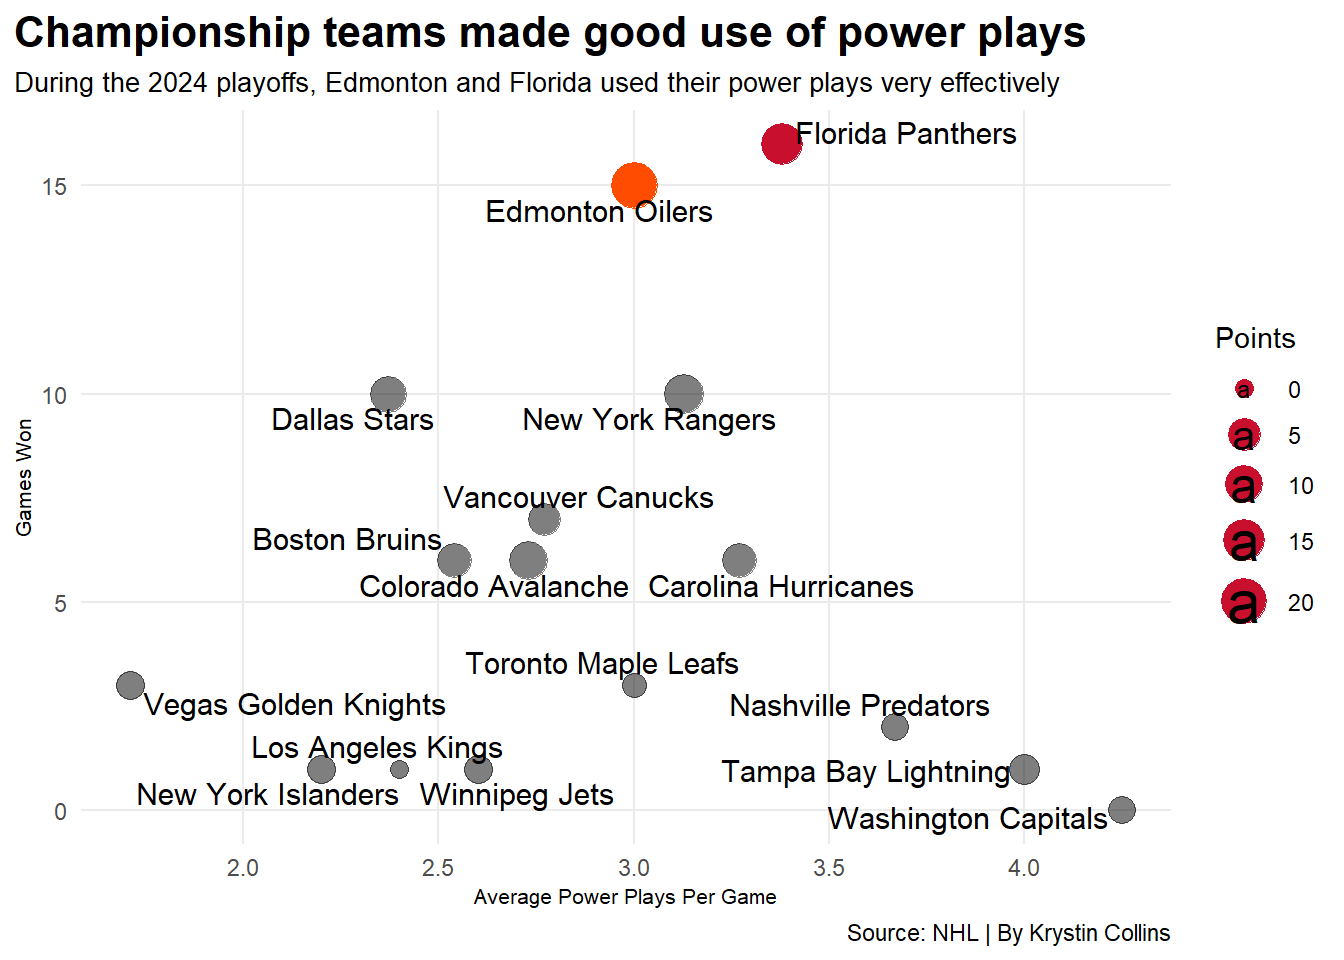 Championship teams made good use of power plays
During the 2024 playoffs, Edmonton and Florida used their power plays very effectively
Florida Panthers
15
Edmonton Oilers
Points
a 0
10
Dallas Stars
New York Rangers
a 5
Games Won
a 10
Vancouver Canucks
Boston Bruins
a 15
Colorado Avalanche
Carolina Hurricanes
5
a 20
Toronto Maple Leafs
Vegas Golden Knights
Nashville Predators
Los Angeles Kings
Tampa Bay Lightning
New York Islanders
Winnipeg Jets
0
Washington Capitals
2.0 2.5 3.0 3.5 4.0
Average Power Plays Per Game
Source: NHL | By Krystin Collins